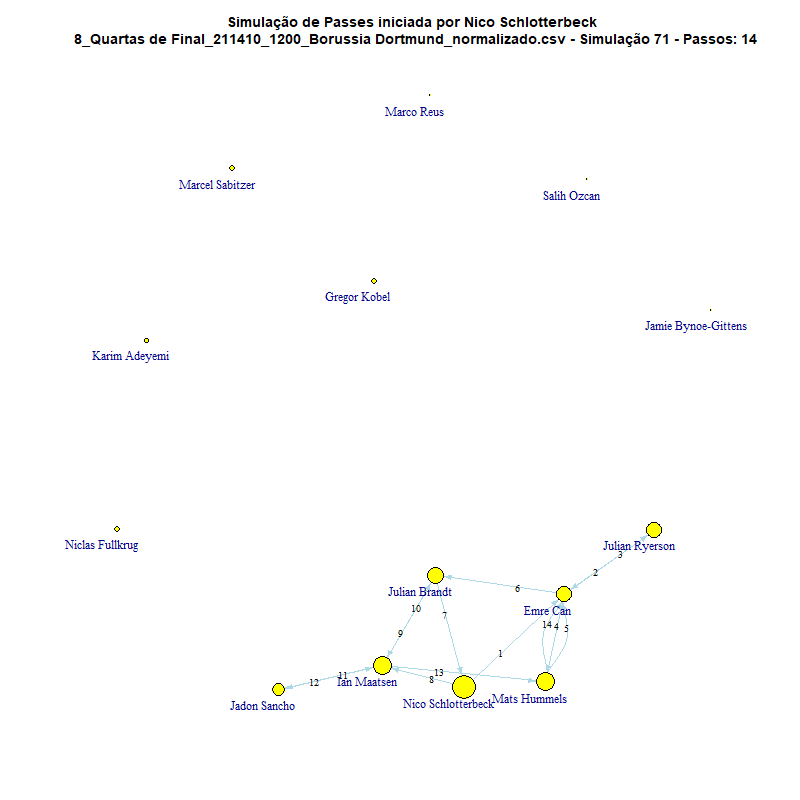 Simulação de Passes iniciada por Nico Schlotterbeck
8_Quartas de Final_211410_1200_Borussia Dortmund_normalizado.csv - Simulação 71 - Passos: 14
Marco Reus
Marcel Sabitzer
Salih Ozcan
Gregor Kobel
Jamie Bynoe-Gittens
Karim Adeyemi
Niclas Fullkrug
Julian Ryerson
3
2
6
Julian Brandt
Emre Can
10
7
14
4
5
9
1
13
11
12
8
Ian Maatsen
Mats Hummels
Jadon Sancho
Nico Schlotterbeck